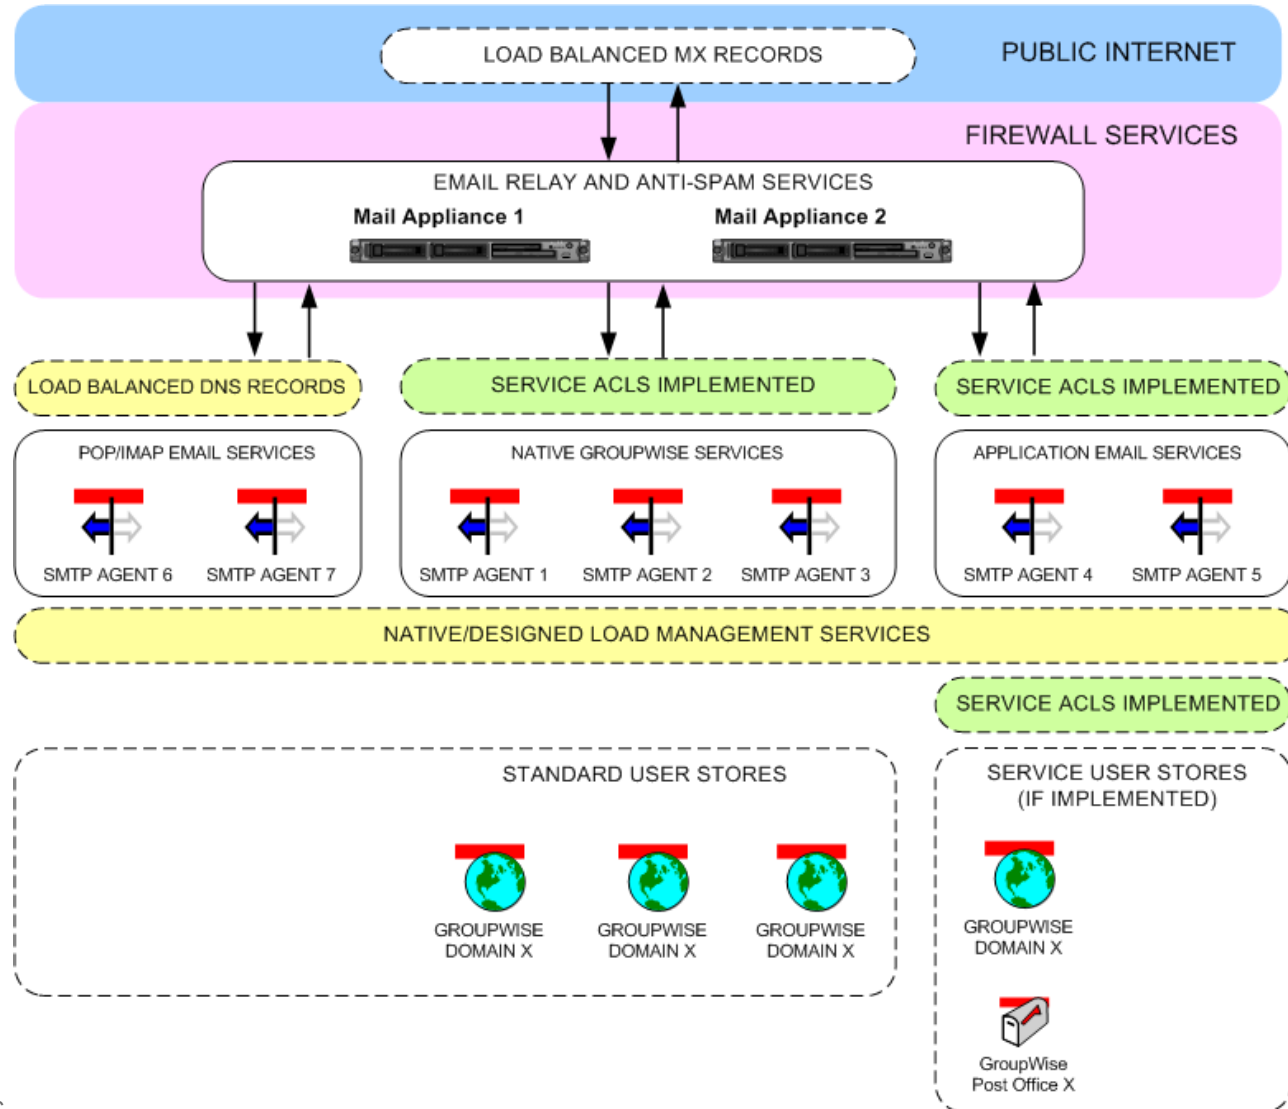 LOAD BALANCED MX RECORDS
PUBLIC INTERNET
FIREWALL SERVICES
EMAIL RELAY AND ANTI-SPAM SERVICES
Mail Appliance 1
Mail Appliance 2
LOAD BALANCED DNS RECORDS
SERVICE ACLS IMPLEMENTED
SERVICE ACLS IMPLEMENTED
POP/IMAP EMAIL SERVICES
NATIVE GROUPWISE SERVICES
APPLICATION EMAIL SERVICES
SMTP AGENT 6
SMTP AGENT 7
SMTP AGENT 1
SMTP AGENT 2
SMTP AGENT 3
SMTP AGENT 4
SMTP AGENT 5
NATIVE/DESIGNED LOAD MANAGEMENT SERVICES
SERVICE ACLS IMPLEMENTED
STANDARD USER STORES
SERVICE USER STORES
(IF IMPLEMENTED)
GROUPWISE
DOMAIN X
GROUPWISE
DOMAIN X
GROUPWISE
DOMAIN X
GROUPWISE
DOMAIN X
GroupWise
Post Office X